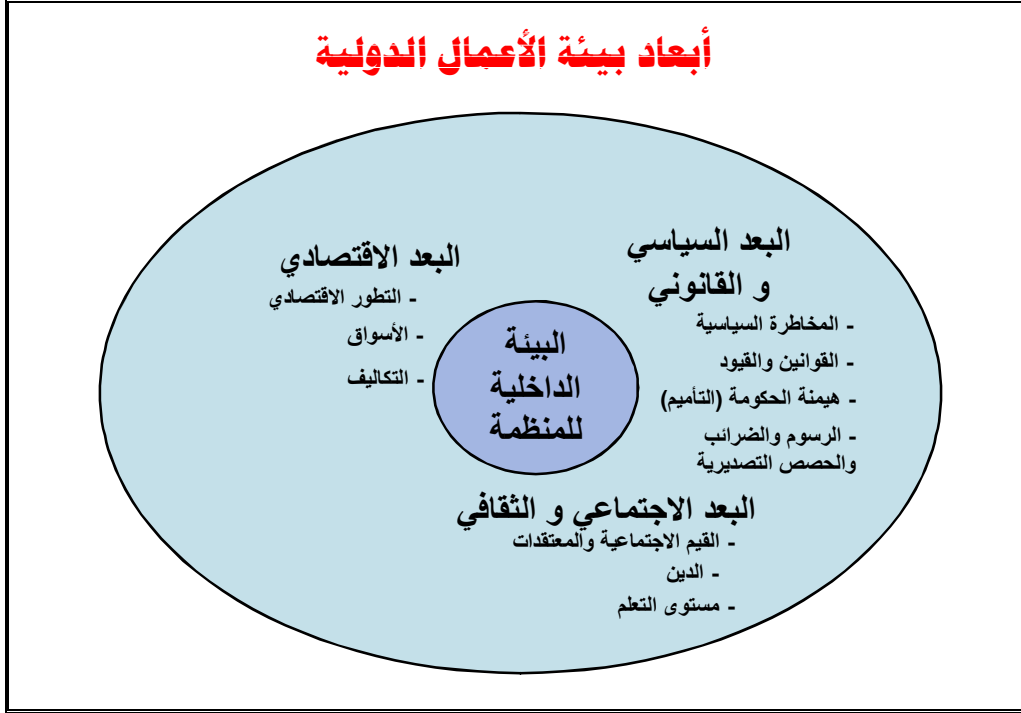 أبعاد بيئة الأعمال الدولية
البعد السياسي
و القانوني
- المخاطرة السياسية
- القوانين والقيود
- هيمنة الحكومة (التأميم)
- الرسوم والضرائب
والحصص التصديرية
البعد الاقتصادي
- التطور الاقتصادي
- الأسواق
- التكاليف
البيئة
الداخلية
للمنظمة
البعد الاجتماعي و الثقافي
- القيم الاجتماعية والمعتقدات
- الدين
- مستوى التعلم